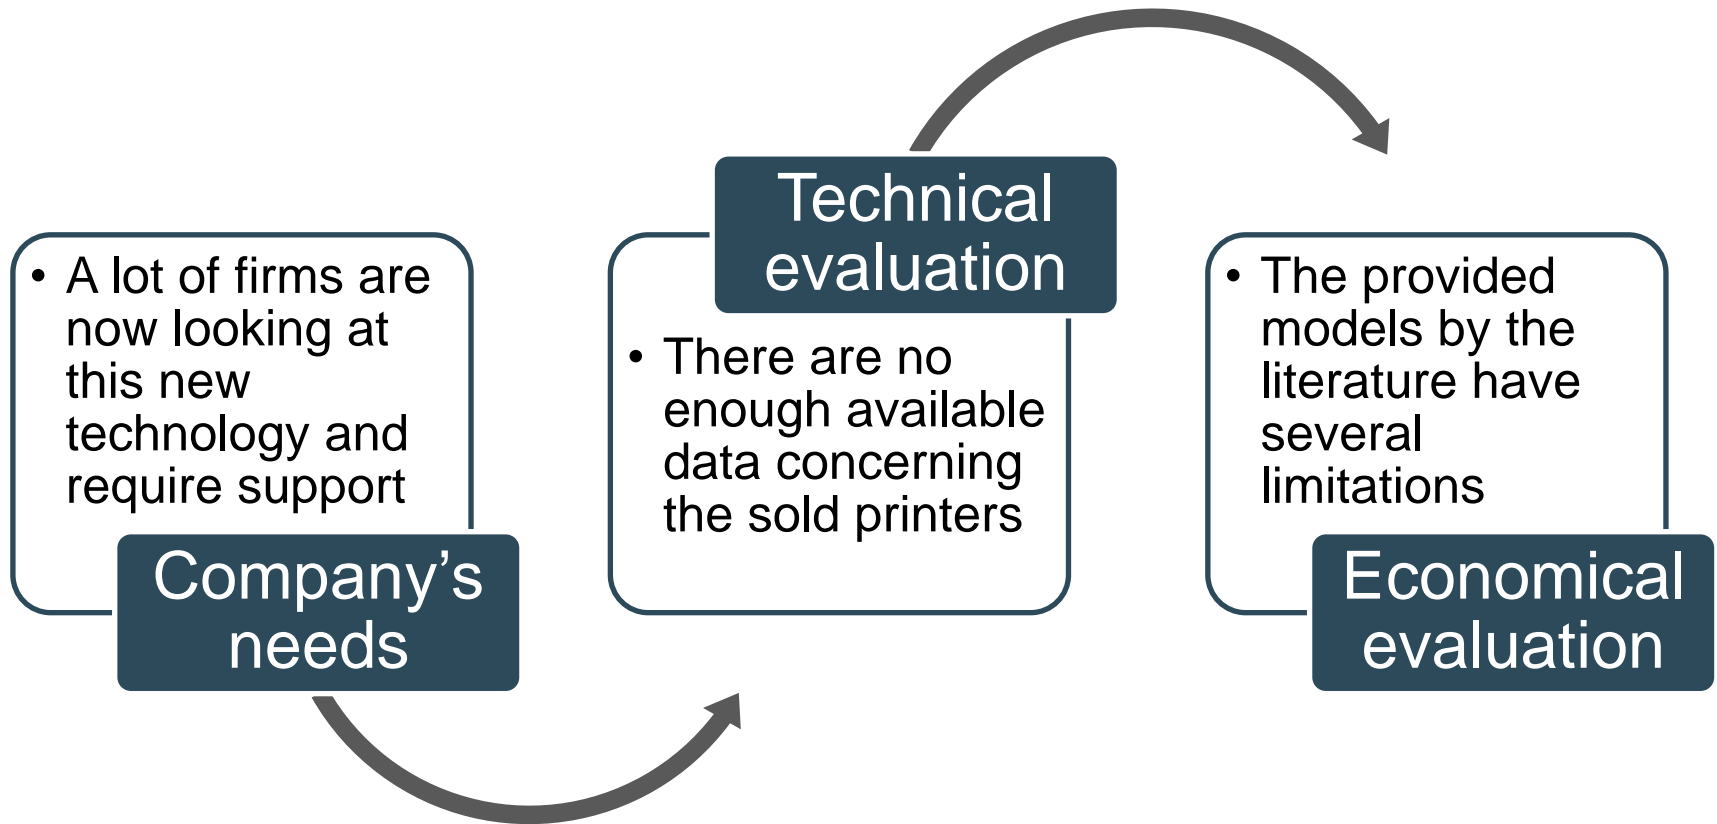 • A lot of firms are
now looking at
this new
technology and
require support
Company’s
needs
Technical
evaluation
• There are no
enough available
data concerning
the sold printers
• The provided
models by the
literature have
several
limitations
Economical
evaluation